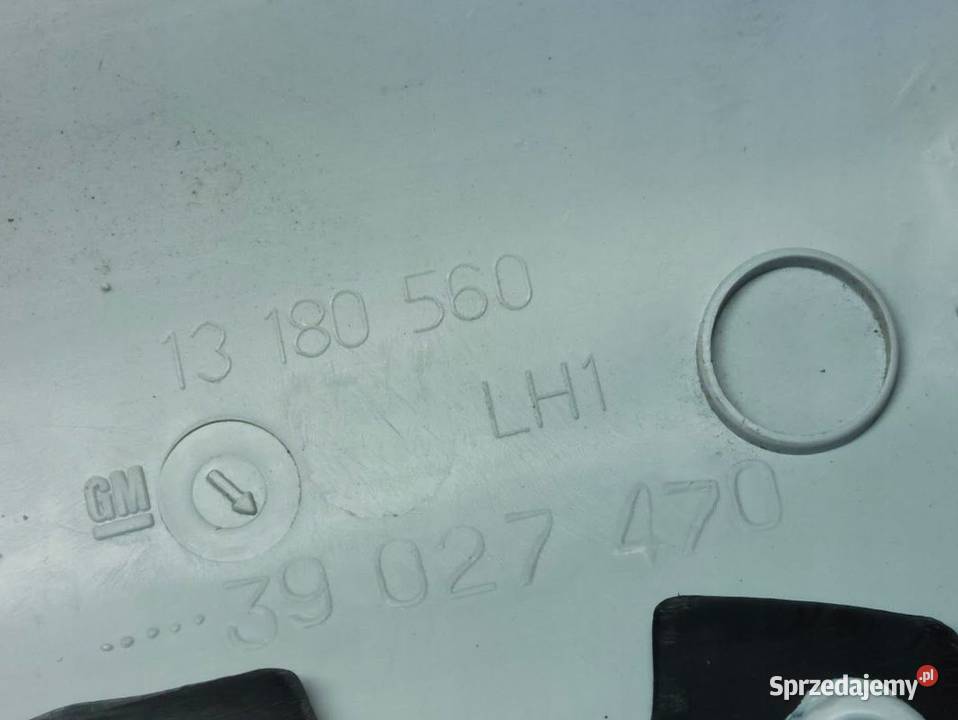 13 180 560
LH1
GM
39 027 470
Sprzedajemy.pl